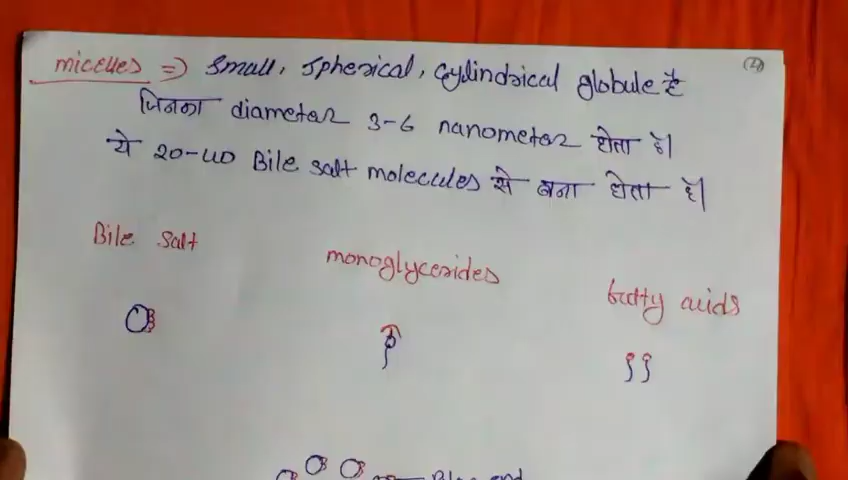 micelles => Small, Spherical, Cylindrical globule है
जिनका diameter 3-6 nanometer होता है।
ये 20-40 Bile salt molecules से बना होता है।
Bile salt
monoglycerides
fatty acids